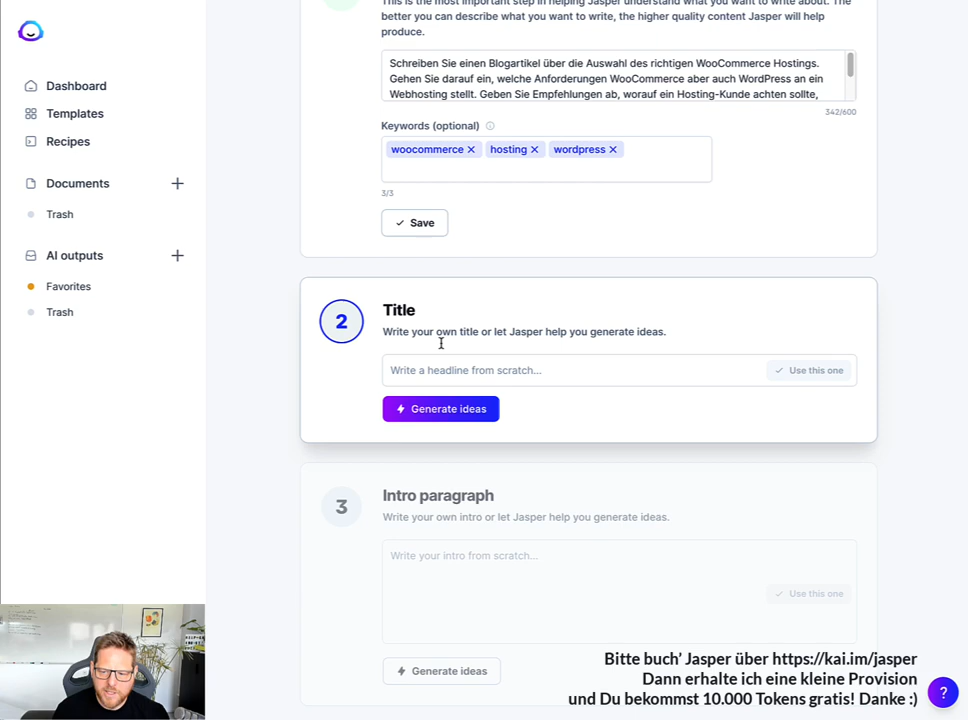 Dashboard
Templates
Recipes
Documents
Trash
AI outputs
Favorites
Trash
This is the most important step in helping Jasper understand what you want to write about. The
better you can describe what you want to write, the higher quality content Jasper will help
produce.
Schreiben Sie einen Blogartikel über die Auswahl des richtigen WooCommerce Hostings.
Gehen Sie darauf ein, welche Anforderungen WooCommerce aber auch WordPress an ein
Webhosting stellt. Geben Sie Empfehlungen ab, worauf ein Hosting-Kunde achten sollte,
342/600
Keywords (optional)
woocommerce hosting wordpress
3/3
Save
2
Title
Write your own title or let Jasper help you generate ideas.
Write a headline from scratch...
Use this one
Generate ideas
3
Intro paragraph
Write your own intro or let Jasper help you generate ideas.
Write your intro from scratch...
Use this one
Generate ideas
Bitte buch' Jasper über https://kai.im/jasper
Dann erhalte ich eine kleine Provision
und Du bekommst 10.000 Tokens gratis! Danke :)
?